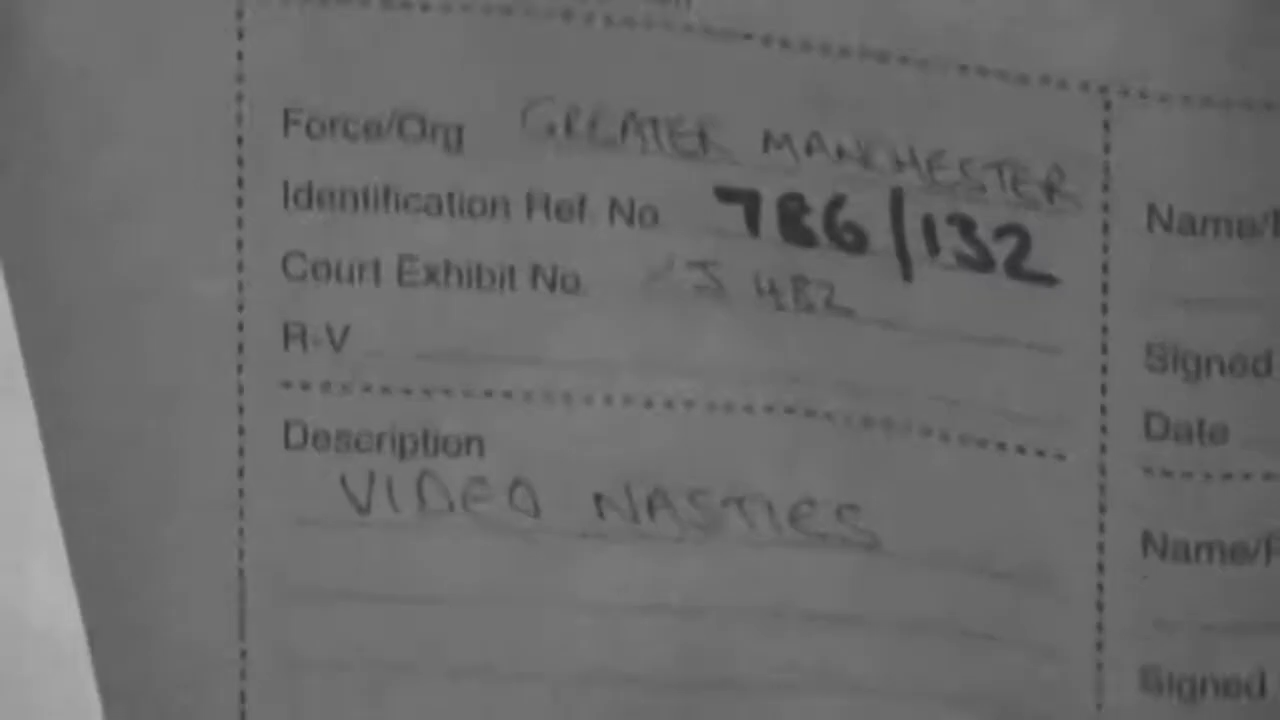 Force/Org GREATER MANCHESTER
Identification Ref. No 786/132
Court Exhibit No. J 482
R-V
Description
VIDEO NASTIES
Name/
Signed
Date
Name/
Signed